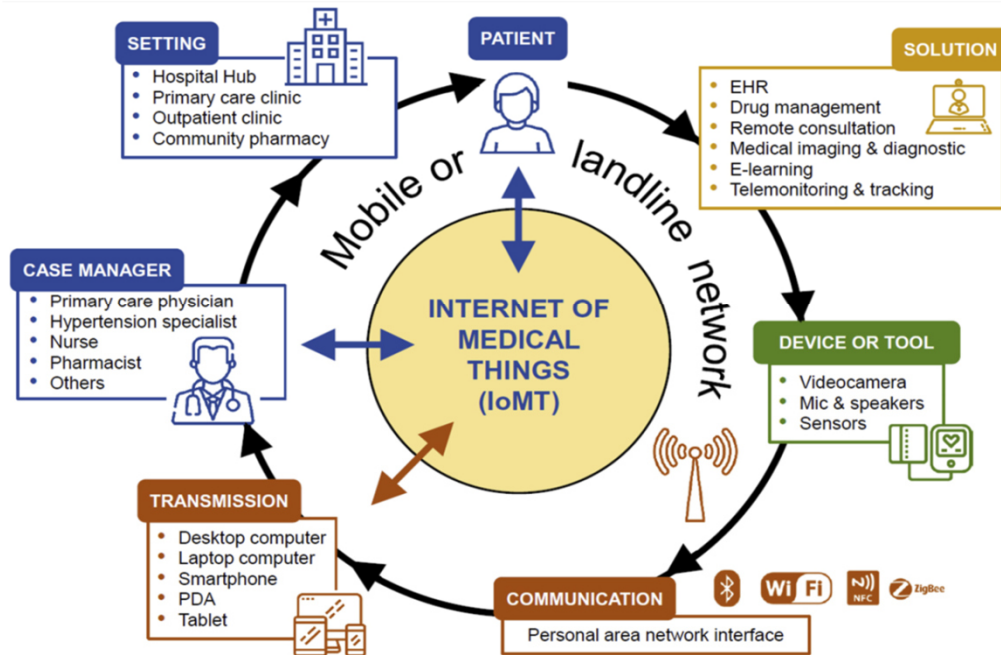 SETTING
Hospital Hub
Primary care clinic
Outpatient clinic
Community pharmacy
PATIENT
SOLUTION
EHR
Drug management
Remote consultation
Medical imaging & diagnostic
E-learning
Telemonitoring & tracking
Mobile or landline network
CASE MANAGER
Primary care physician
Hypertension specialist
Nurse
Pharmacist
Others
INTERNET OF
MEDICAL
THINGS
(IoMT)
DEVICE OR TOOL
Videocamera
Mic & speakers
Sensors
TRANSMISSION
Desktop computer
Laptop computer
Smartphone
PDA
Tablet
COMMUNICATION
Personal area network interface
WiFi
N
NFC
ZigBee